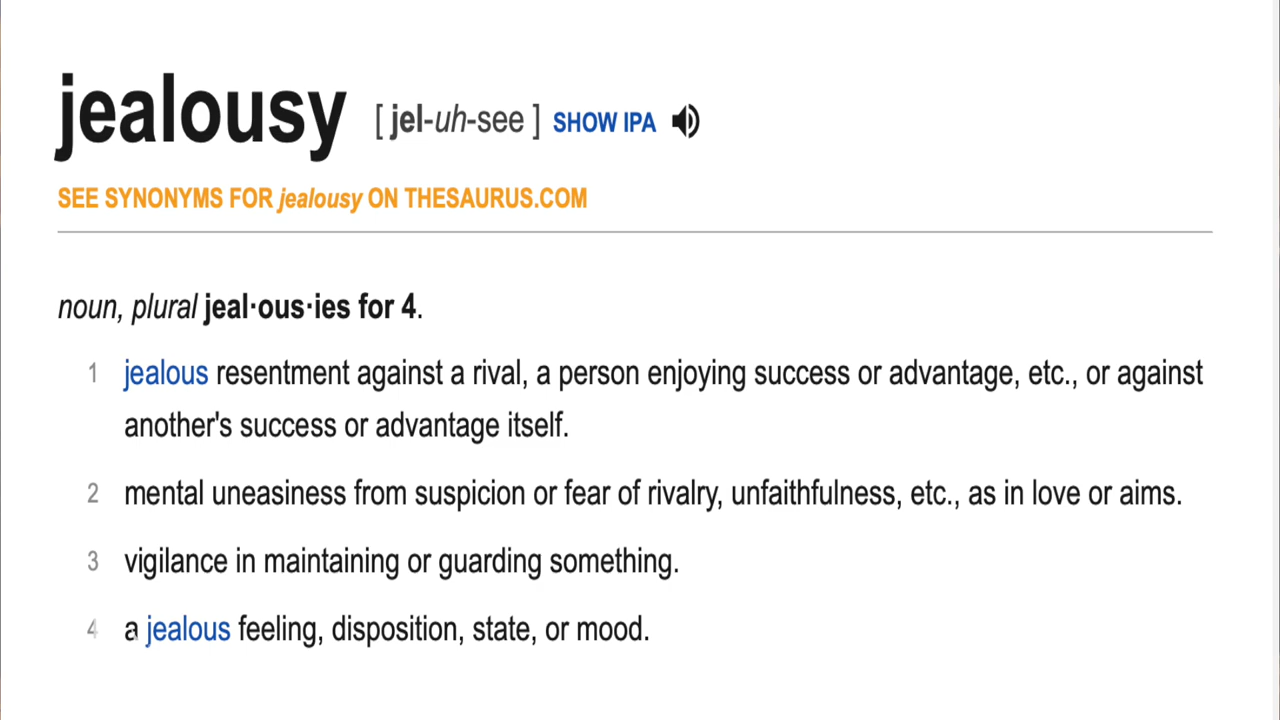 jealousy [ jel-uh-see ] SHOW IPA
SEE SYNONYMS FOR jealousy ON THESAURUS.COM
noun, plural jeal·ous·ies for 4.
1 jealous resentment against a rival, a person enjoying success or advantage, etc., or against
another's success or advantage itself.
2 mental uneasiness from suspicion or fear of rivalry, unfaithfulness, etc., as in love or aims.
3 vigilance in maintaining or guarding something.
4 a jealous feeling, disposition, state, or mood.